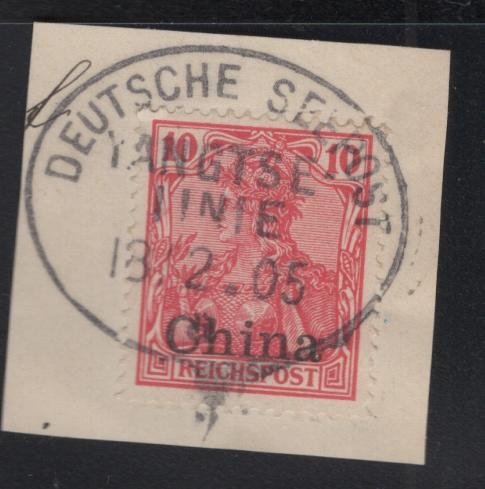 DEUTSCHE SEEPOST
10 10
YANGTSE-
LINIE
13 2-05
China
REICHSPOST